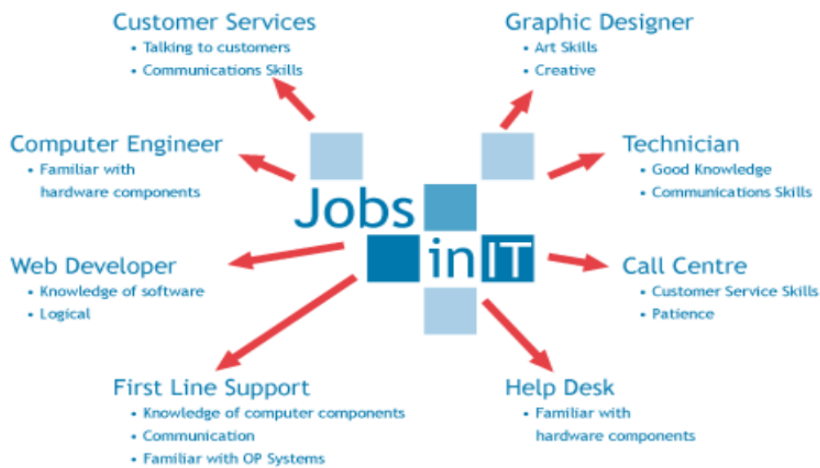 Customer Services
• Talking to customers
• Communications Skills
Graphic Designer
• Art Skills
• Creative
Computer Engineer
• Familiar with
hardware components
Technician
• Good Knowledge
• Communications Skills
Jobs
in IT
Web Developer
• Knowledge of software
• Logical
Call Centre
• Customer Service Skills
• Patience
First Line Support
• Knowledge of computer components
• Communication
• Familiar with OP Systems
Help Desk
• Familiar with
hardware components